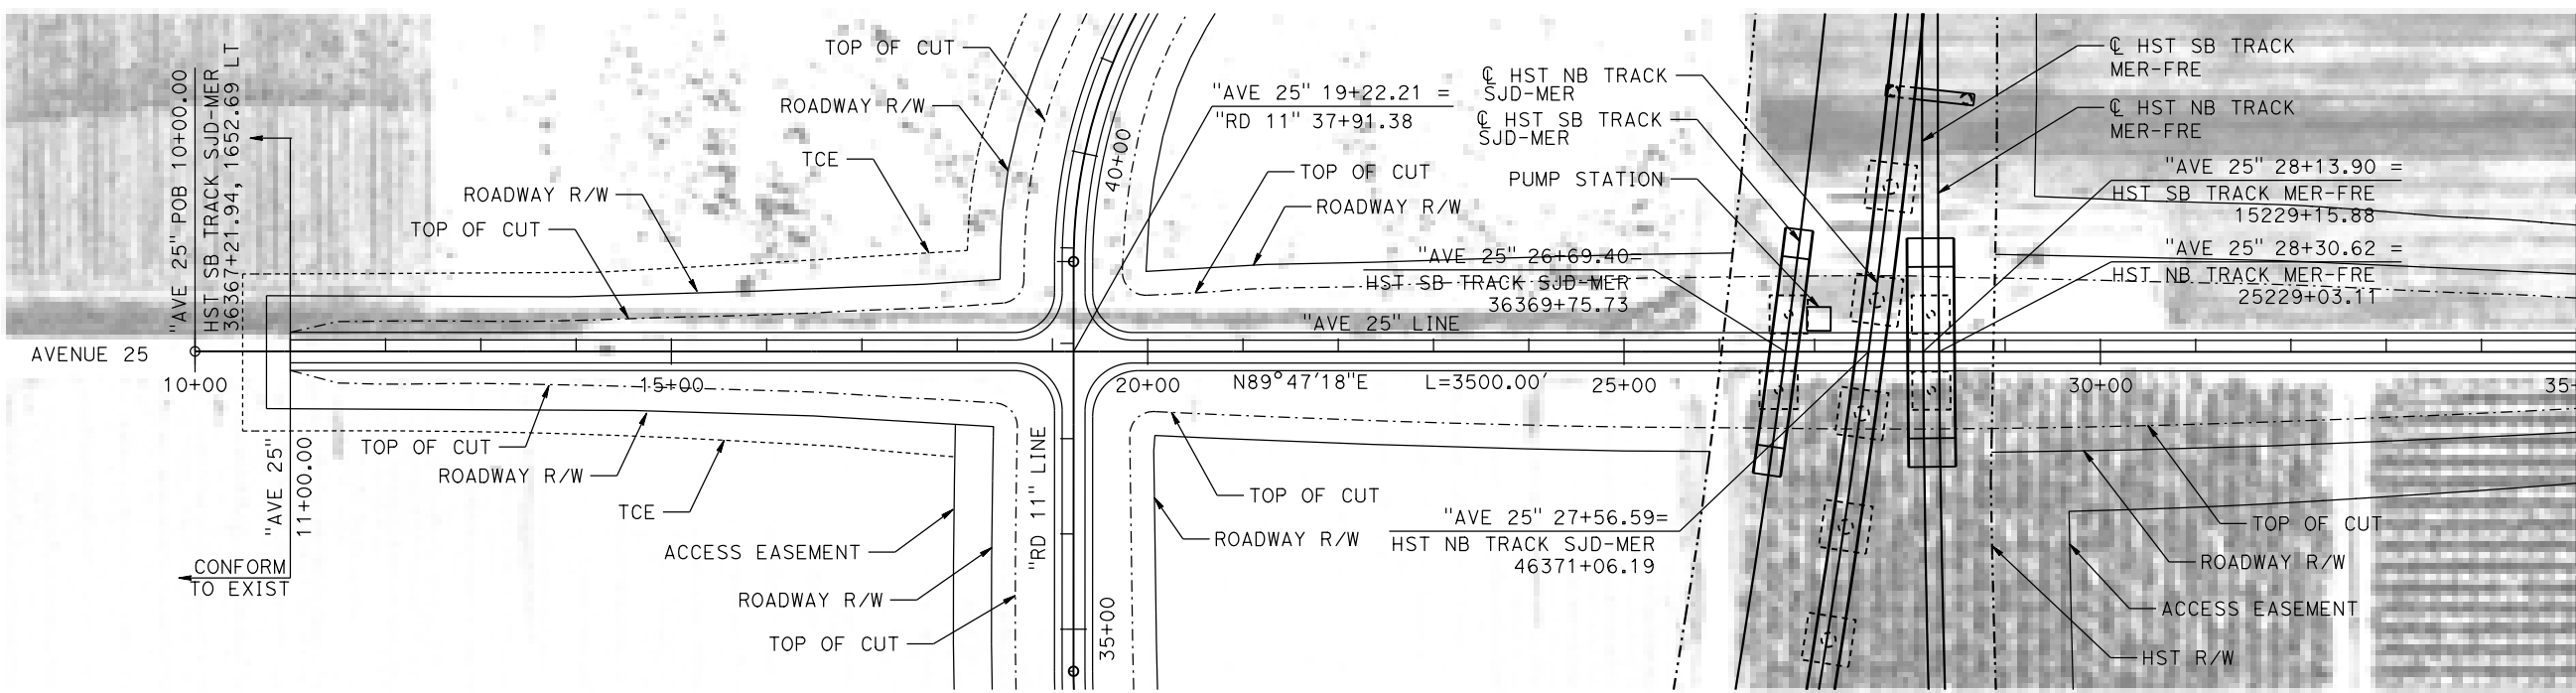 "AVE 25" POB 10+00.00
HST SB TRACK SJD-MER
36367+21.94, 1652.69 LT
TOP OF CUT
ROADWAY R/W
TCE
ROADWAY R/W
TOP OF CUT
40+00
"AVE 25" 19+22.21 =
"RD 11" 37+91.38
℄ HST NB TRACK
SJD-MER
℄ HST SB TRACK
SJD-MER
TOP OF CUT
PUMP STATION
ROADWAY R/W
℄ HST SB TRACK
MER-FRE
℄ HST NB TRACK
MER-FRE
"AVE 25" 28+13.90 =
HST SB TRACK MER-FRE
15229+15.88
"AVE 25" 26+69.40=
HST SB TRACK SJD-MER
36369+75.73
"AVE 25" 28+30.62 =
HST NB TRACK MER-FRE
25229+03.11
"AVE 25" LINE
AVENUE 25
10+00
15+00
20+00
N89°47'18"E
L=3500.00'
25+00
30+00
35+
"AVE 25"
11+00.00
CONFORM
TO EXIST
TOP OF CUT
ROADWAY R/W
TCE
ACCESS EASEMENT
ROADWAY R/W
TOP OF CUT
"RD 11" LINE
35+00
TOP OF CUT
ROADWAY R/W
"AVE 25" 27+56.59=
HST NB TRACK SJD-MER
46371+06.19
TOP OF CUT
ROADWAY R/W
ACCESS EASEMENT
HST R/W